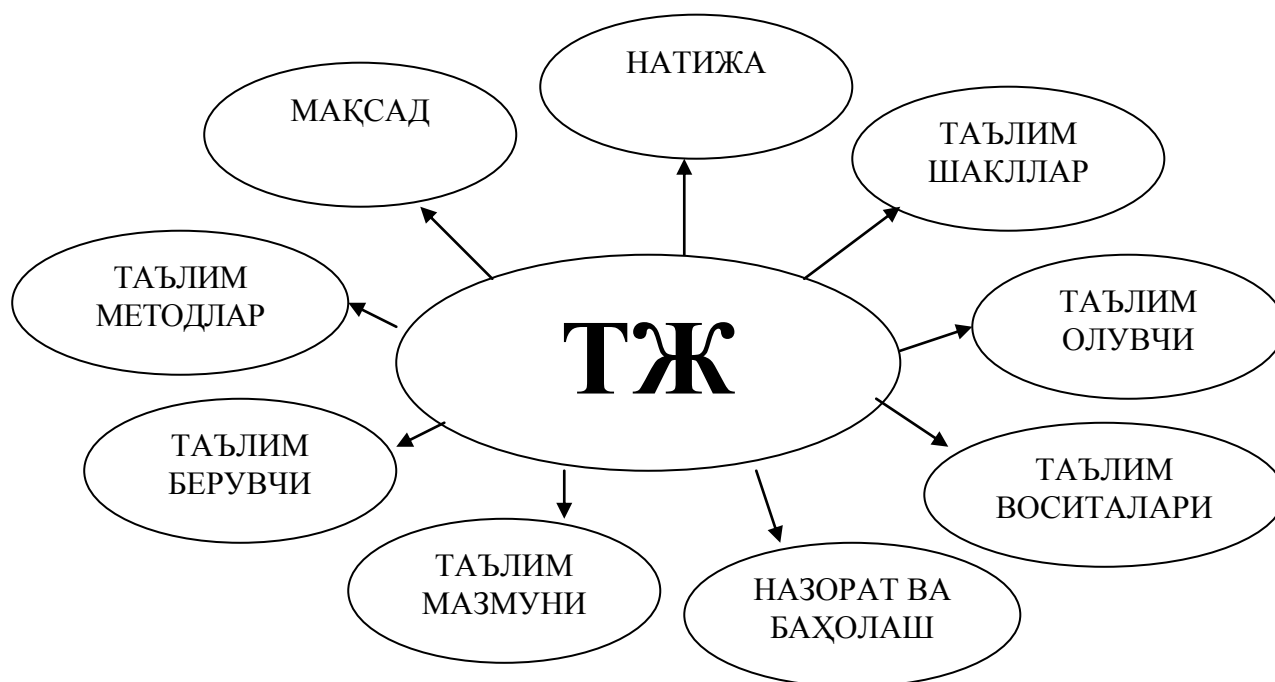 НАТИЖА
МАҚСАД
ТАЪЛИМ
ШАКЛЛАР
ТАЪЛИМ
МЕТОДЛАР
ТЖ
ТАЪЛИМ
ОЛУВЧИ
ТАЪЛИМ
БЕРУВЧИ
ТАЪЛИМ
ВОСИТАЛАРИ
ТАЪЛИМ
МАЗМУНИ
НАЗОРАТ ВА
БАҲОЛАШ